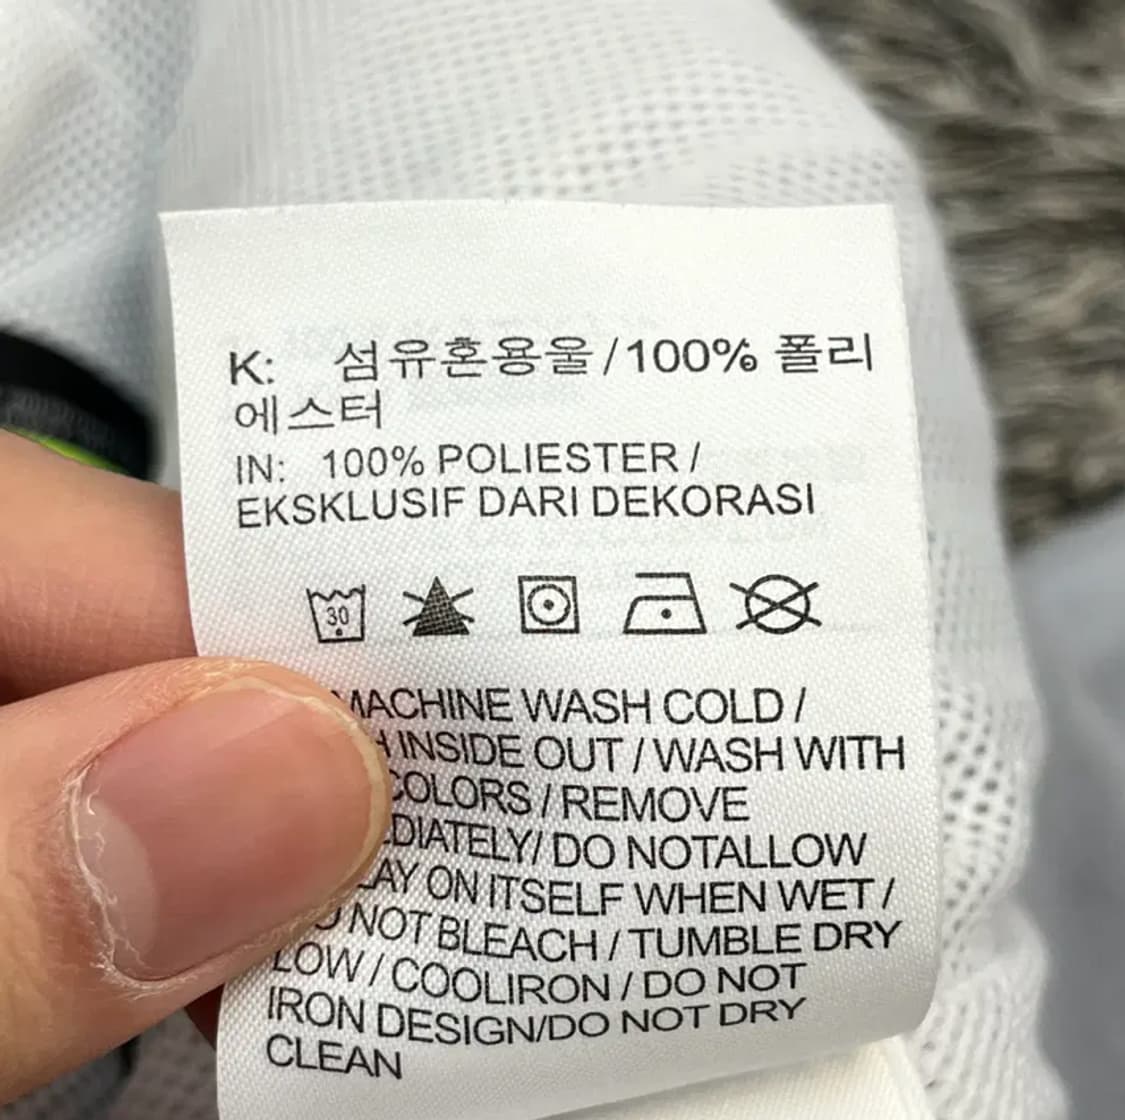 K: 섬유혼용울/100% 폴리
에스터
IN: 100% POLIESTER /
EKSKLUSIF DARI DEKORASI
30
MACHINE WASH COLD /
INSIDE OUT / WASH WITH
COLORS / REMOVE
DO NOTALLOW
ON ITSELF WHEN WET /
NOT BLEACH / TUMBLE DRY
LOW / COOLIRON / DO NOT
IRON DESIGN/DO NOT DRY
CLEAN